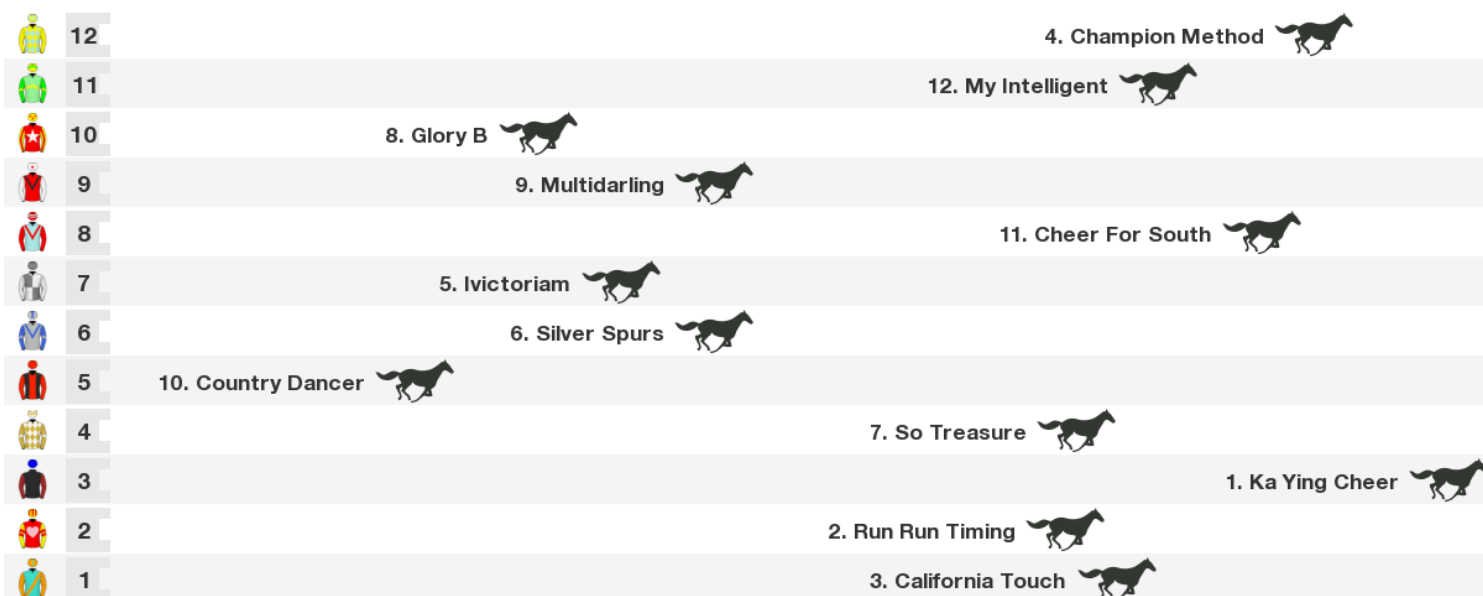 12 4. Champion Method
11 12. My Intelligent
10 8. Glory B
9 9. Multidarling
8 11. Cheer For South
7 5. Ivictoriam
6 6. Silver Spurs
5 10. Country Dancer
4 7. So Treasure
3 1. Ka Ying Cheer
2 2. Run Run Timing
1 3. California Touch